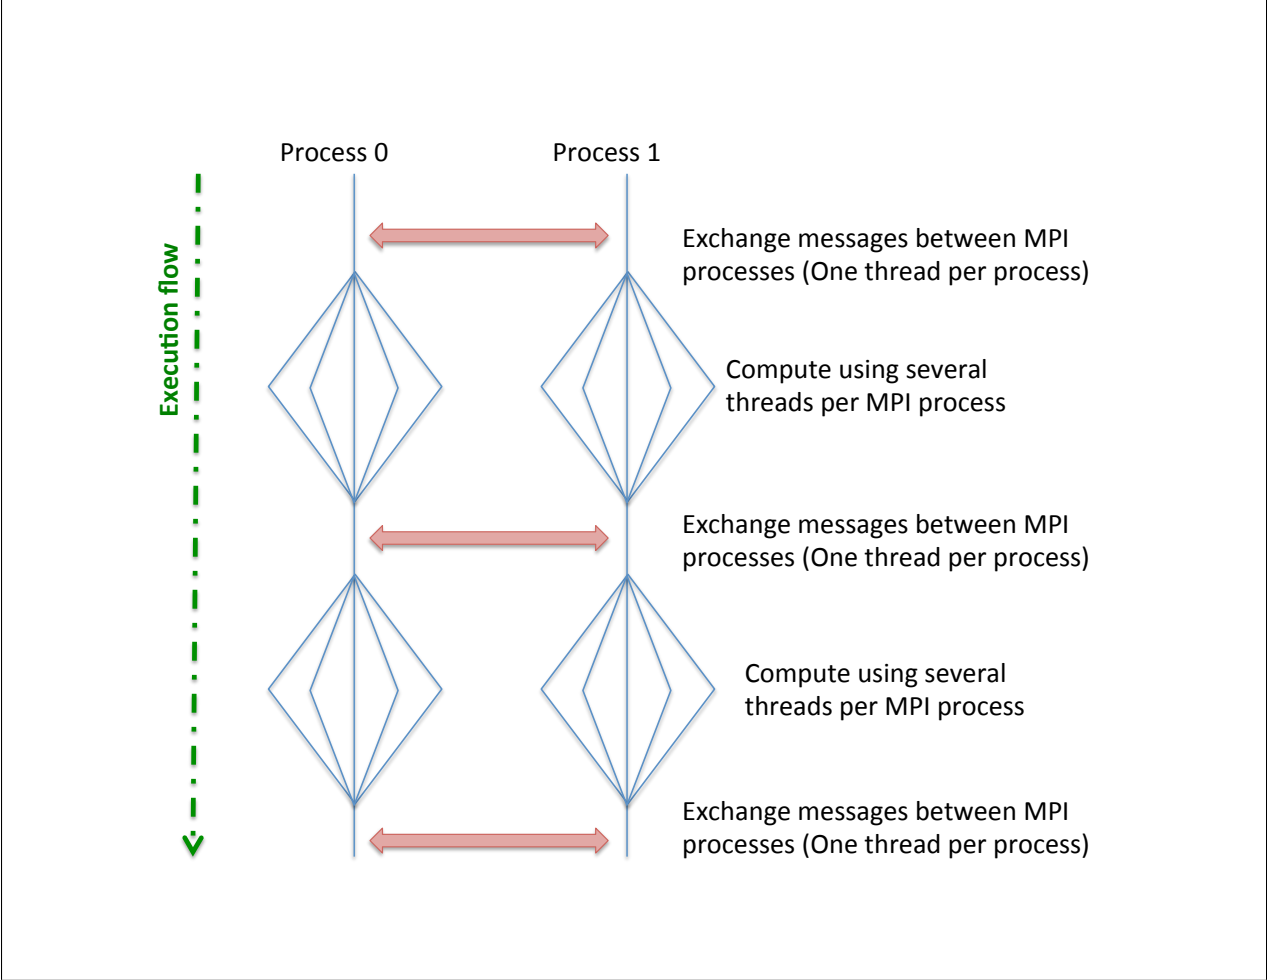 Process 0
Process 1
Execution flow
Exchange messages between MPI
processes (One thread per process)
Compute using several
threads per MPI process
Exchange messages between MPI
processes (One thread per process)
Compute using several
threads per MPI process
Exchange messages between MPI
processes (One thread per process)